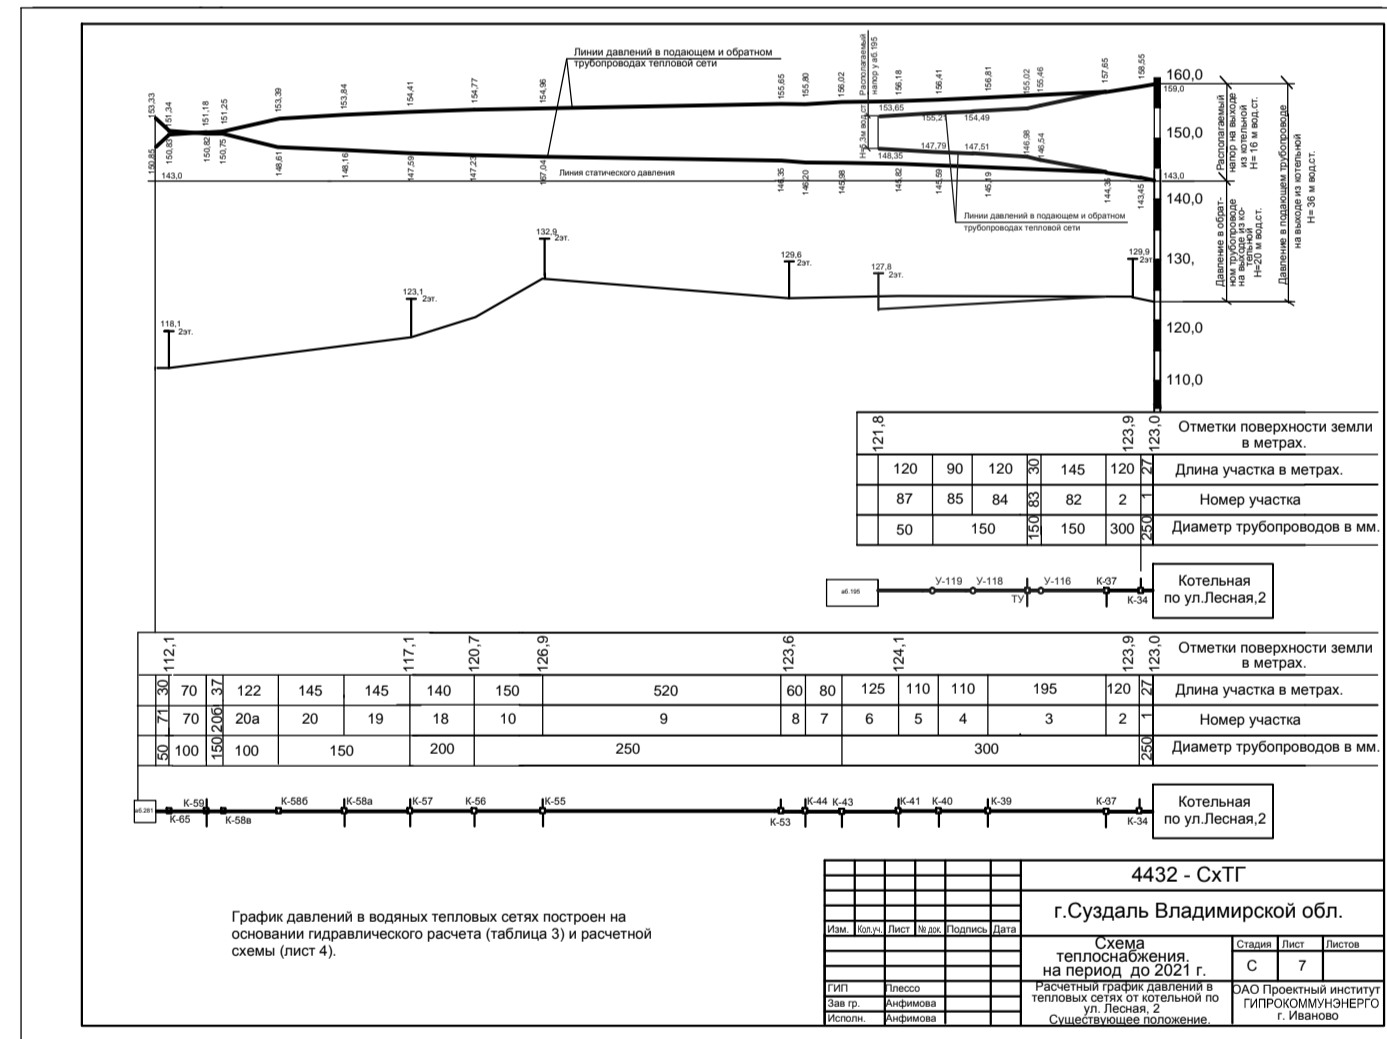 Линии давлений в подающем и обратном
трубопроводах тепловой сети
153,33
151,34
151,18
151,25
153,39
153,84
154,41
154,77
154,96
155,65
155,80
156,02
156,18
156,41
156,81
155,02
155,46
157,65
158,55
Располагаемый
напор у аб.195
153,65
154,49
148,35
147,79
147,51
146,98
146,54
150,85
150,83
150,82
150,75
148,61
148,16
147,59
147,23
146,35
146,20
145,98
145,82
145,59
145,19
143,45
143,0
Линия статического давления
Линии давлений в подающем и обратном
трубопроводах тепловой сети
160,0
159,0
150,0
143,0
140,0
130,
120,0
110,0
Располагаемый
напор на выходе
из котельной
Н= 16 м вод.ст.
Давление в обрат-
ном трубопроводе
на выходе из ко-
тельной
Н=20 м вод.ст.
Давление в подающем трубопроводе
на выходе из котельной
Н= 36 м вод.ст.
118,1
2эт.
123,1
2эт.
132,9
2эт.
129,6
2эт.
127,8
2эт.
129,9
2эт
121,8 123,9 123,0 Отметки поверхности земли
в метрах.
120 90 120 30 145 120 27 Длина участка в метрах.
87 85 84 83 82 2 1 Номер участка
50 150 150 150 300 250 Диаметр трубопроводов в мм.
аб.195 У-119 У-118 ТУ У-116 К-37 К-34
Котельная
по ул.Лесная,2
112,1 117,1 120,7 126,9 123,6 124,1 123,9 123,0 Отметки поверхности земли
в метрах.
30 70 37 122 145 145 140 150 520 60 80 125 110 110 195 120 27 Длина участка в метрах.
71 70 20б 20а 20 19 18 10 9 8 7 6 5 4 3 2 1 Номер участка
50 100 150 100 150 200 250 300 250 Диаметр трубопроводов в мм.
аб.281 К-65 К-59 К-58в К-58б К-58а К-57 К-56 К-55 К-53 К-44 К-43 К-41 К-40 К-39 К-37 К-34
Котельная
по ул.Лесная,2
График давлений в водяных тепловых сетях построен на
основании гидравлического расчета (таблица 3) и расчетной
схемы (лист 4).
4432 - СхТГ
г.Суздаль Владимирской обл.
Изм. Кол.уч. Лист № док. Подпись Дата
Схема
теплоснабжения.
на период до 2021 г.
Стадия Лист Листов
С 7
ГИП Плессо
Зав гр. Анфимова
Исполн. Анфимова
Расчетный график давлений в
тепловых сетях от котельной по
ул. Лесная, 2
Существующее положение.
ОАО Проектный институт
ГИПРОКОММУНЭНЕРГО
г. Иваново